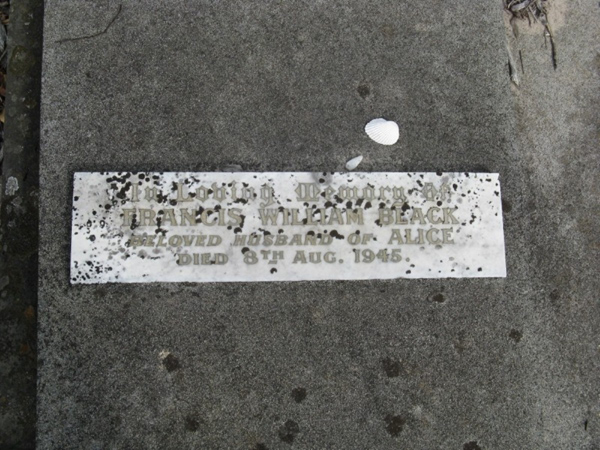 In Loving Memory of
FRANCIS WILLIAM BLACK
BELOVED HUSBAND OF ALICE
DIED 8TH AUG. 1945.